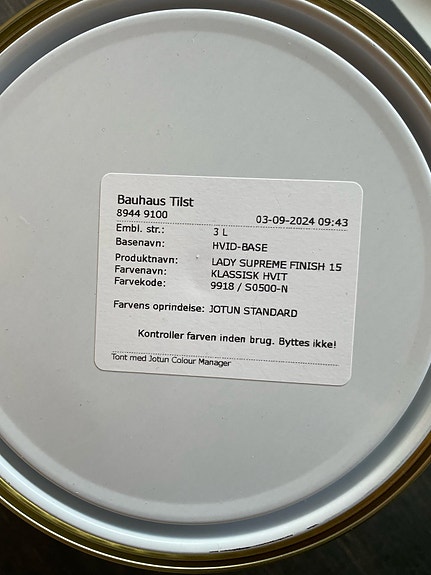 Bauhaus Tilst
8944 9100 03-09-2024 09:43
Embl. str.: 3 L
Basenavn: HVID-BASE
Produktnavn: LADY SUPREME FINISH 15
Farvenavn: KLASSISK HVIT
Farvekode: 9918 / S0500-N
Farvens oprindelse: JOTUN STANDARD
Kontroller farven inden brug. Byttes ikke!
Tont med Jotun Colour Manager